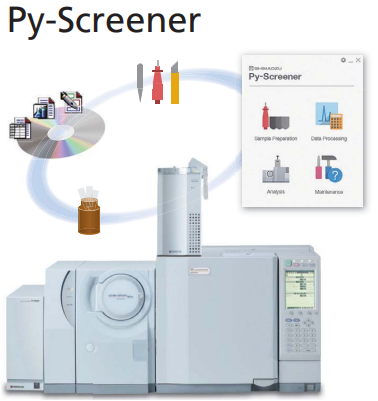 Py-Screener
SHIMADZU
Py-Screener
Sample Preparation
Data Processing
Analysis
Maintenance